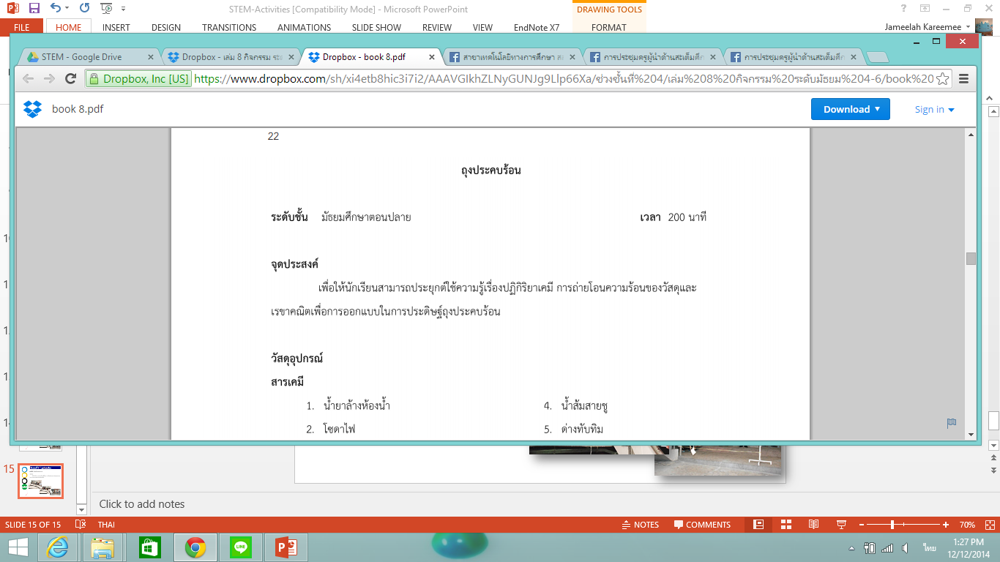 STEM-Activities [Compatibility Mode] - Microsoft PowerPoint
DRAWING TOOLS
FILE HOME INSERT DESIGN TRANSITIONS ANIMATIONS SLIDE SHOW REVIEW VIEW EndNote X7 FORMAT
Jameelah Kareemee
STEM - Google Drive
Dropbox - เล่ม 8 กิจกรรม ระ
Dropbox - book 8.pdf
สาขาเทคโนโลยีทางการศึกษา
การประชุมครูผู้นำด้านสะเต็มศึก
การประชุมครูผู้นำด้านสะเต็มศึก
Dropbox, Inc [US] https://www.dropbox.com/sh/xi4etb8hic3i7i2/AAAVGIkhZLNyGUNJg9Llp66Xa/ช่วงชั้นที่%204/เล่ม%208%20กิจกรรม%20ระดับมัธยม%204-6/book%20
book 8.pdf
Download
Sign in
22
ถุงประคบร้อน
ระดับชั้น มัธยมศึกษาตอนปลาย เวลา 200 นาที
จุดประสงค์
เพื่อให้นักเรียนสามารถประยุกต์ใช้ความรู้เรื่องปฏิกิริยาเคมี การถ่ายโอนความร้อนของวัสดุและ
เรขาคณิตเพื่อการออกแบบในการประดิษฐ์ถุงประคบร้อน
วัสดุอุปกรณ์
สารเคมี
1. น้ำยาล้างห้องน้ำ 4. น้ำส้มสายชู
2. โซดาไฟ 5. ด่างทับทิม
15
Click to add notes
SLIDE 15 OF 15 THAI NOTES COMMENTS 70%
LINE
ไทย
1:27 PM
12/12/2014